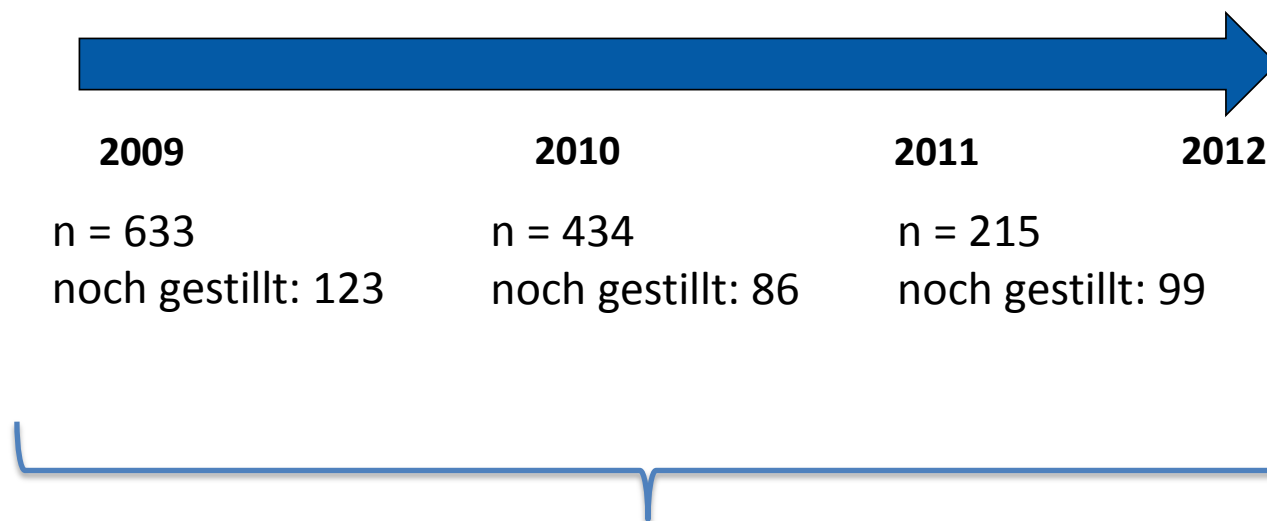 2009 2010 2011 2012
n = 633 n = 434 n = 215
noch gestillt: 123 noch gestillt: 86 noch gestillt: 99